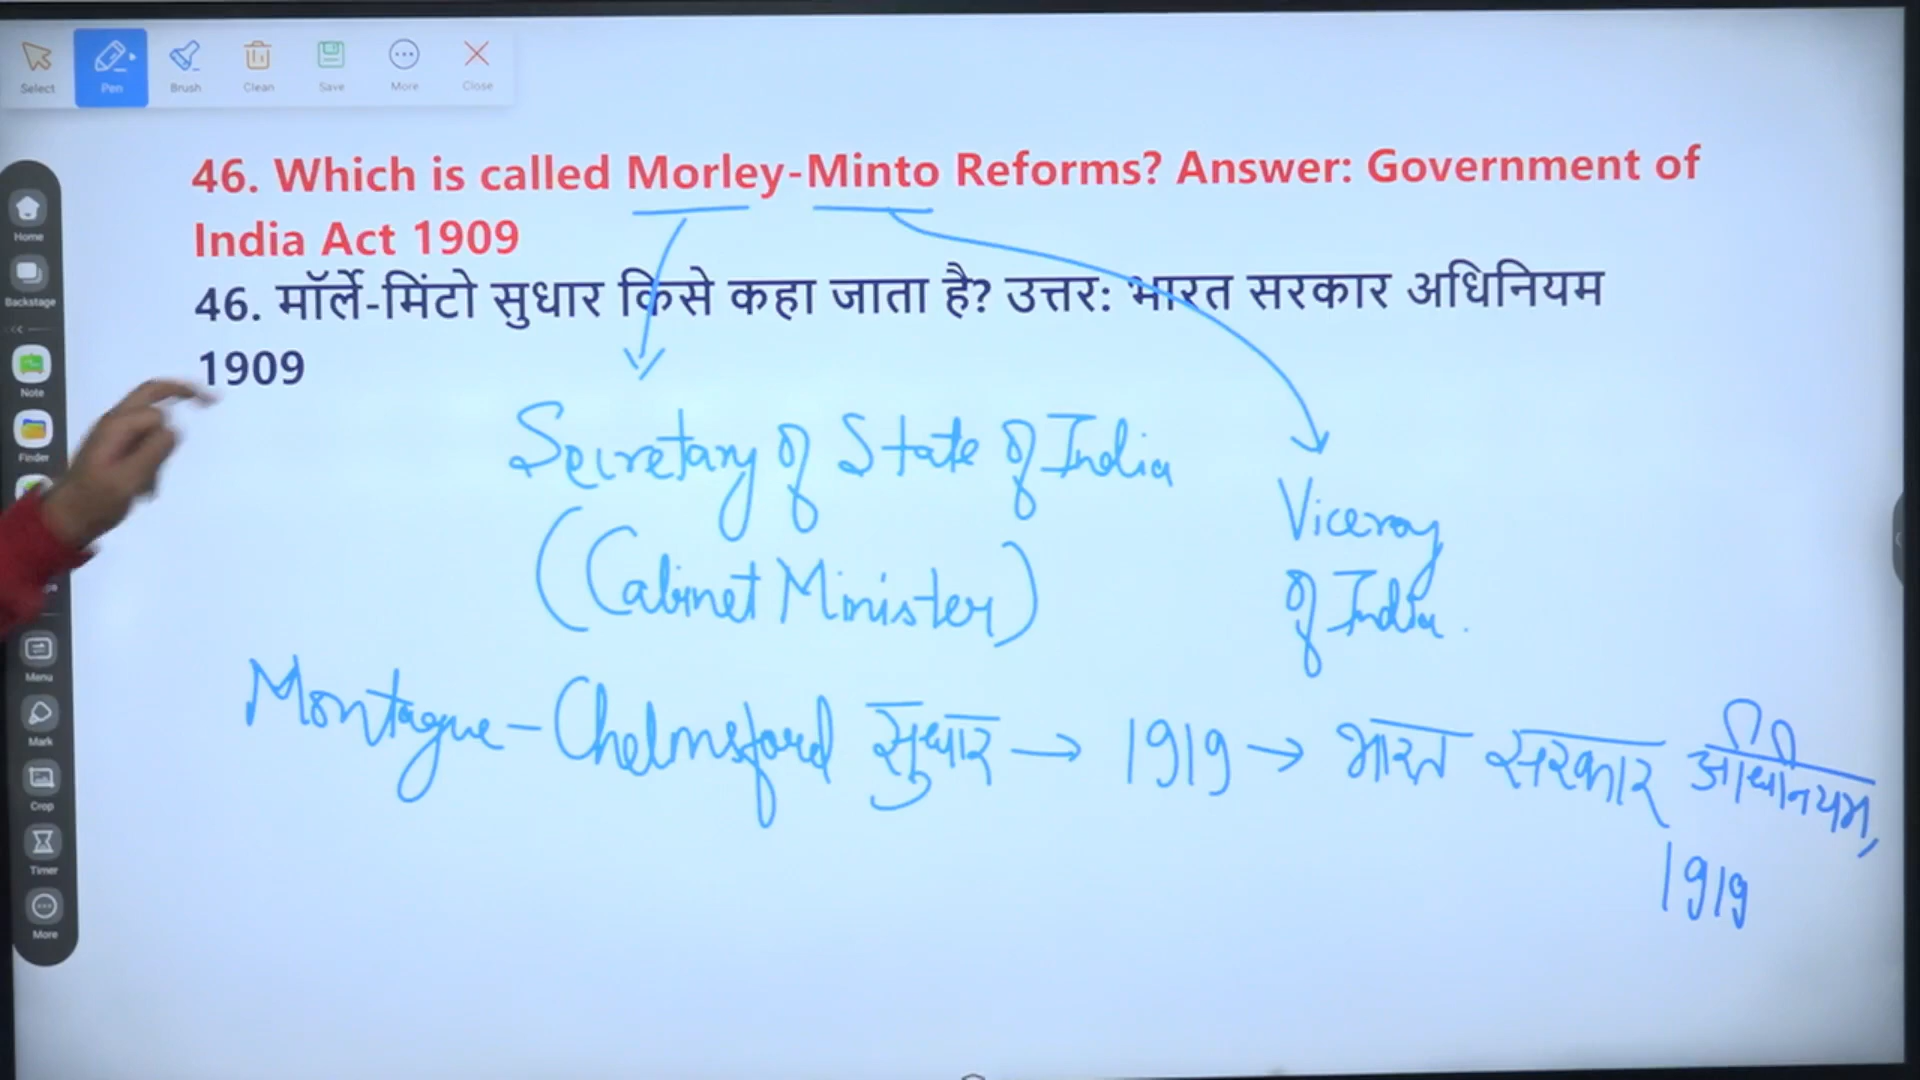 Select Pen Brush Clean Save More Close
46. Which is called Morley-Minto Reforms? Answer: Government of
India Act 1909
46. मॉर्ले-मिंटो सुधार किसे कहा जाता है? उत्तर: भारत सरकार अधिनियम
1909
Home
Backstage
Note
Finder
Menu
Mark
Crop
Timer
More
Secretary of State of India
(Cabinet Minister)
Viceroy
of India.
Montague-Chelmsford सुधार → 1919 → भारत सरकार अधिनियम,
1919